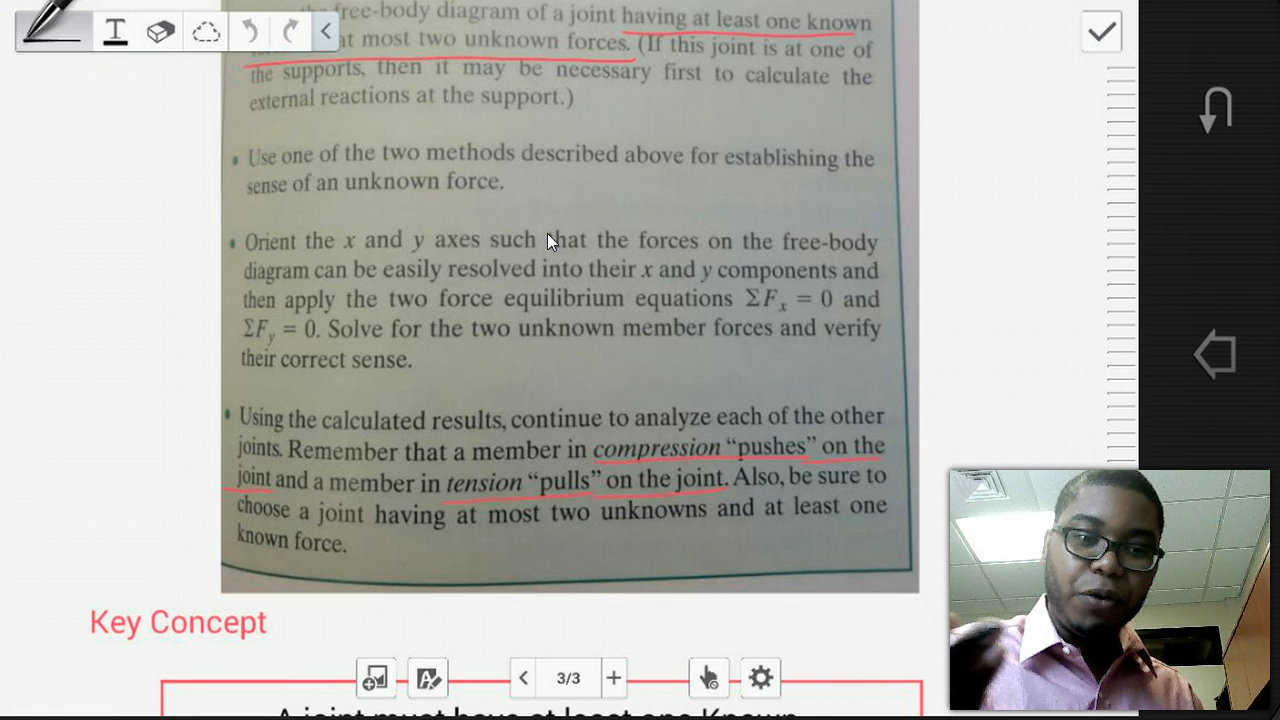 free-body diagram of a joint having at least one known
at most two unknown forces. (If this joint is at one of
the supports, then it may be necessary first to calculate the
external reactions at the support.)
• Use one of the two methods described above for establishing the
sense of an unknown force.
• Orient the x and y axes such that the forces on the free-body
diagram can be easily resolved into their x and y components and
then apply the two force equilibrium equations ΣFx = 0 and
ΣFy = 0. Solve for the two unknown member forces and verify
their correct sense.
• Using the calculated results, continue to analyze each of the other
joints. Remember that a member in compression “pushes” on the
joint and a member in tension “pulls” on the joint. Also, be sure to
choose a joint having at most two unknowns and at least one
known force.
Key Concept
3/3
A joint must have at least one Known